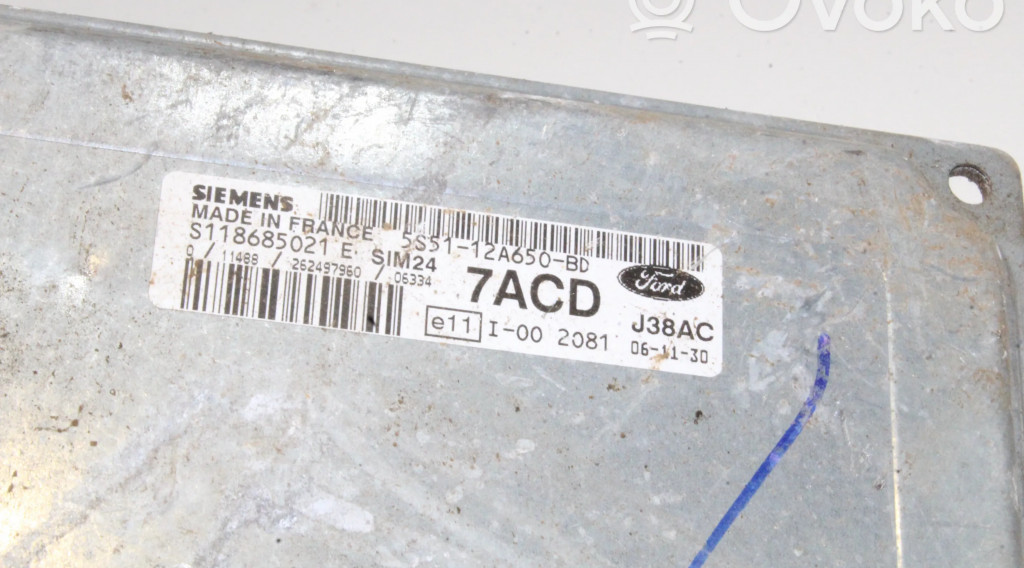 OVOKO
SIEMENS
MADE IN FRANCE 5S51-12A650-BD
S118685021 E SIM24
0 / 11489 / 262497960 / 06334
7ACD
Ford
e11 I-00 2081
J38AC
06-11-30